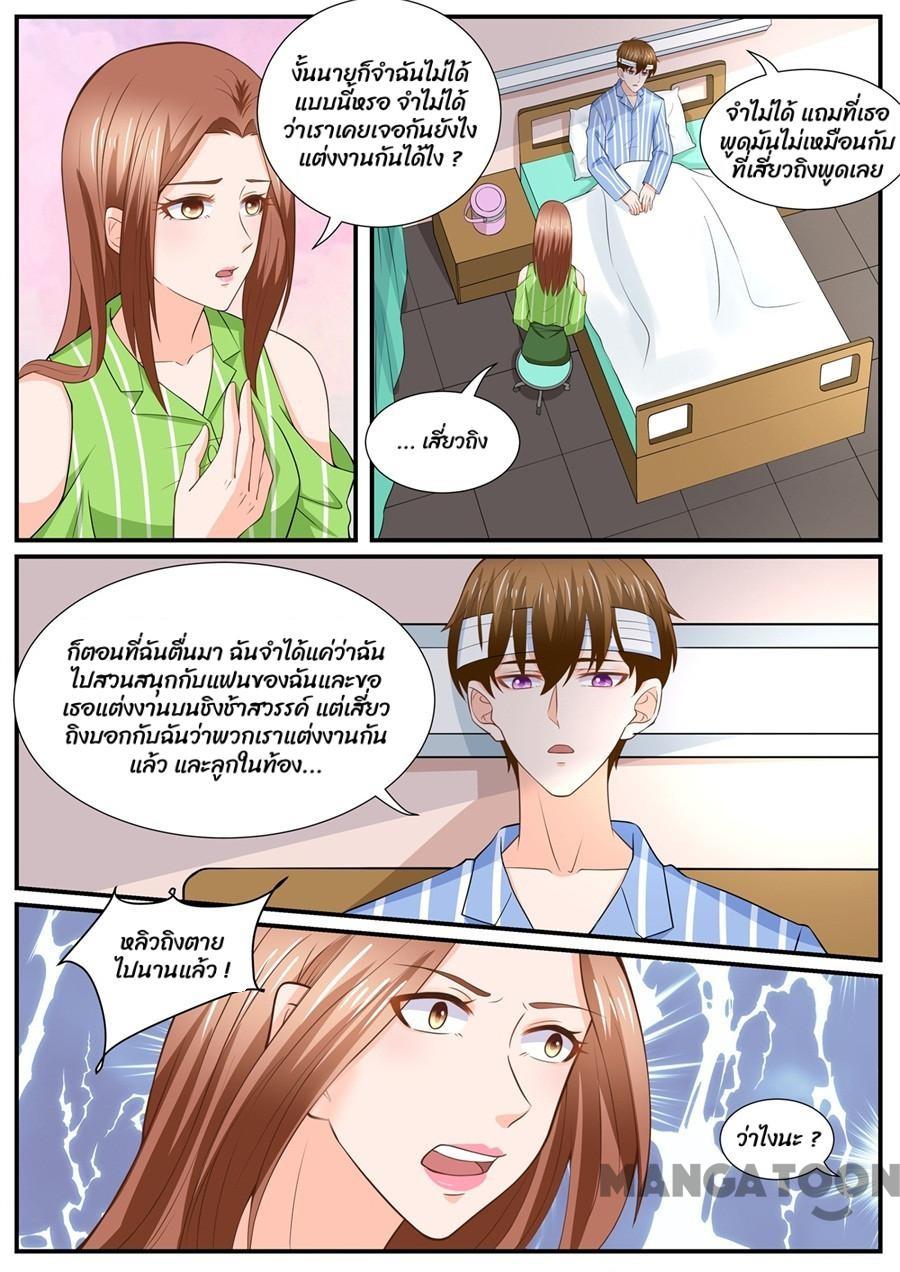 งั้นนายก็จำฉันไม่ได้
แบบนี้หรอ จำไม่ได้
ว่าเราเคยเจอกันยังไง
แต่งงานกันได้ไง ?
จำไม่ได้ แถมที่เธอ
พูดมันไม่เหมือนกับ
ที่เสี่ยวถิงพูดเลย
... เสี่ยวถิง
ก็ตอนที่ฉันตื่นมา ฉันจำได้แค่ว่าฉัน
ไปสวนสนุกกับแฟนของฉันและขอ
เธอแต่งงานบนชิงช้าสวรรค์ แต่เสี่ยว
ถิงบอกกับฉันว่าพวกเราแต่งงานกัน
แล้ว และลูกในท้อง...
หลิวถิงตาย
ไปนานแล้ว !
ว่าไงนะ ?
MANGATOON